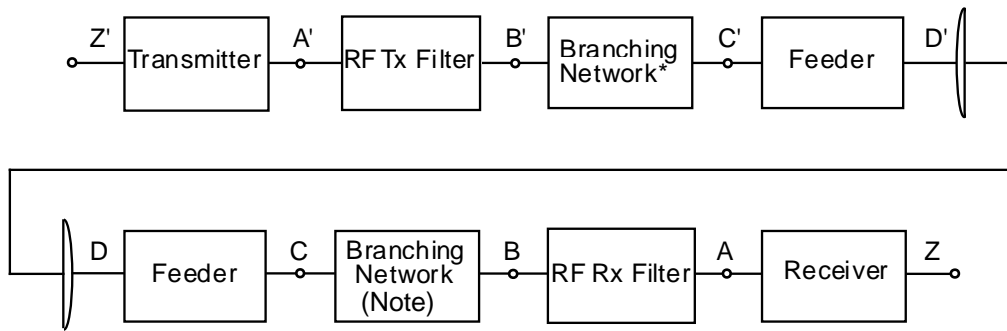 Z' Transmitter A' RF Tx Filter B' Branching Network* C' Feeder D'
D Feeder C Branching Network (Note) B RF Rx Filter A Receiver Z